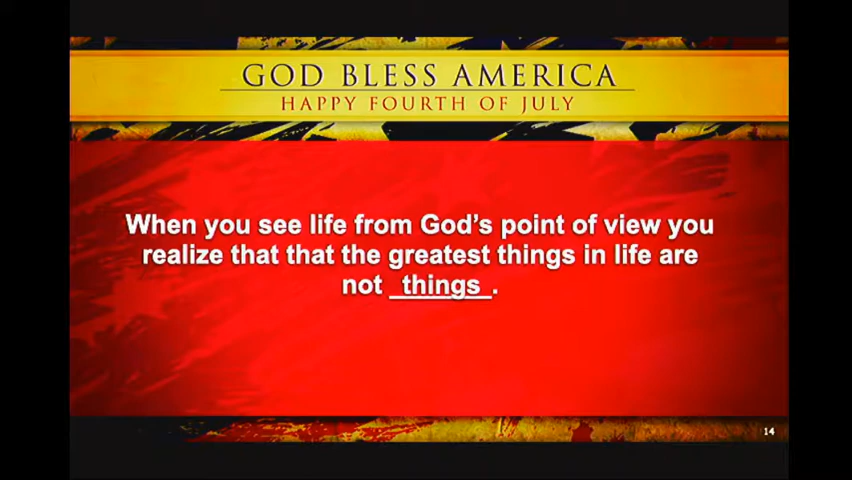 GOD BLESS AMERICA
HAPPY FOURTH OF JULY
When you see life from God's point of view you
realize that that the greatest things in life are
not things.
14